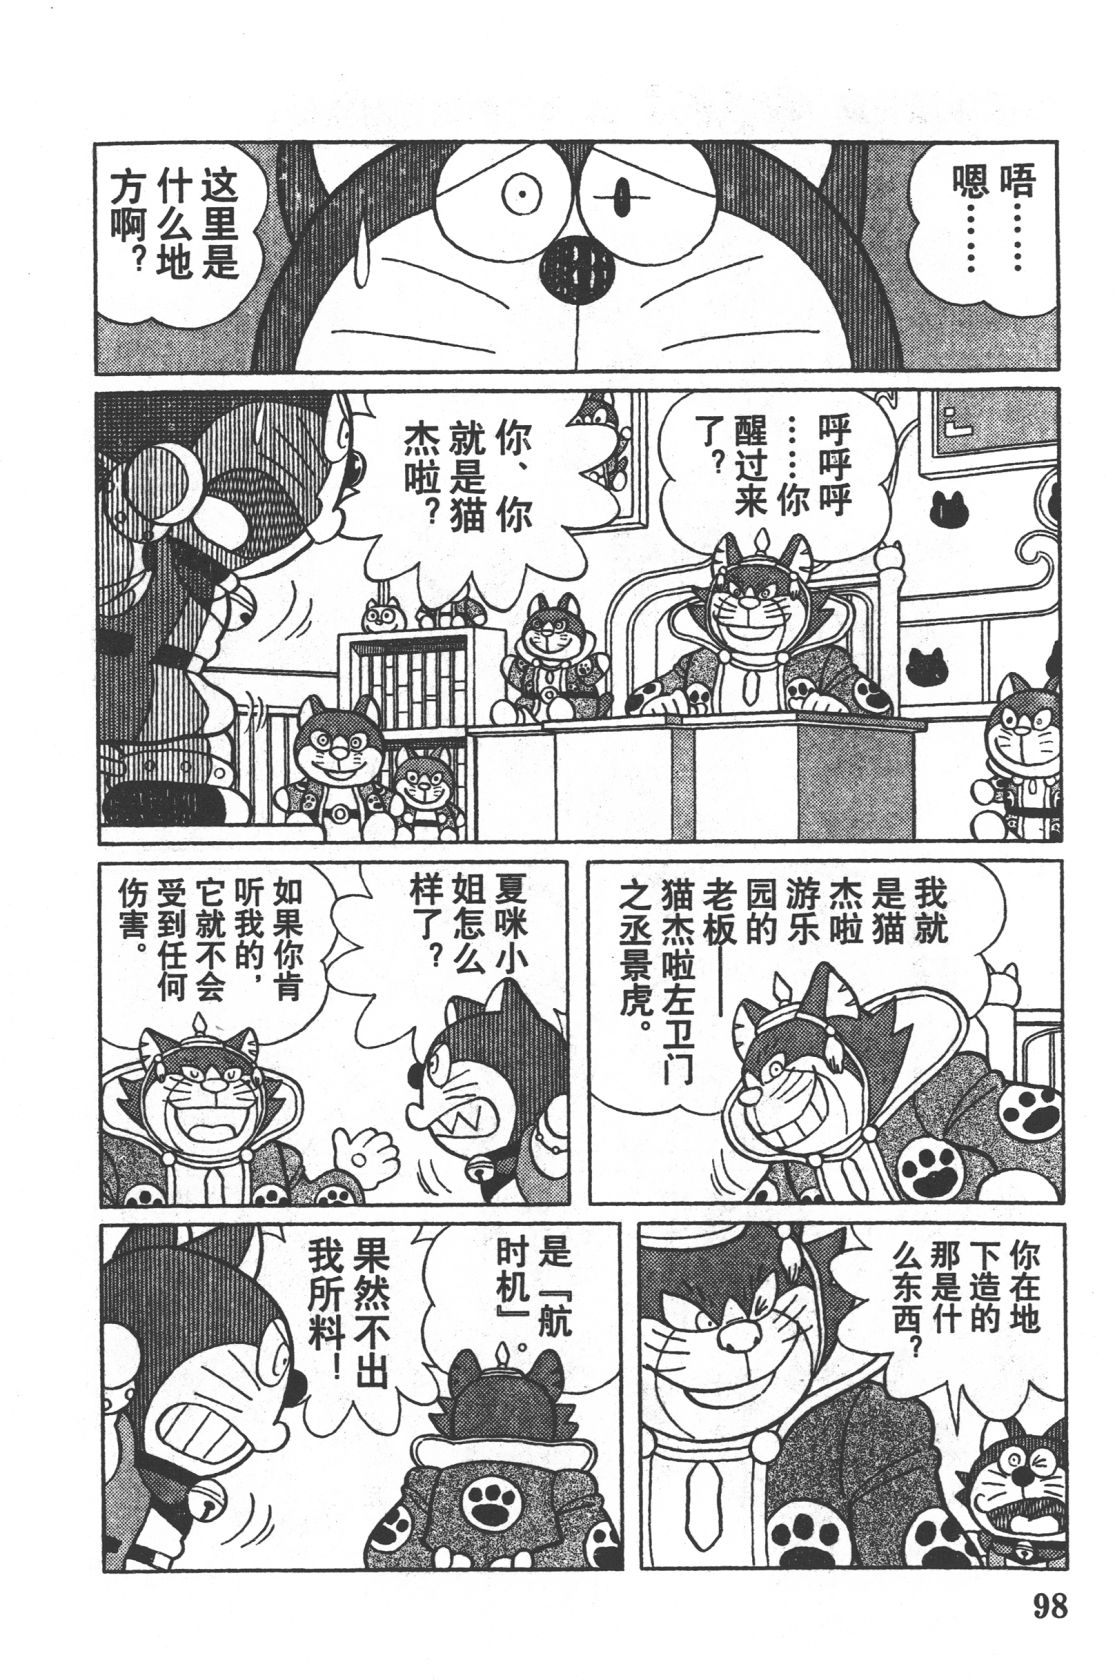 唔……
嗯……
这里是
什么地
方啊？
呼呼呼
……你
醒过来
了？
你、你
就是猫
杰啦？
我就
是猫
杰啦
游乐
园的
老板——
猫杰啦左卫门
之丞景虎。
夏咪小
姐怎么
样了？
如果你肯
听我的，
它就不会
受到任何
伤害。
你在地
下造的
那是什
么东西？
是『航
时机』。
果然不出
我所料！
98